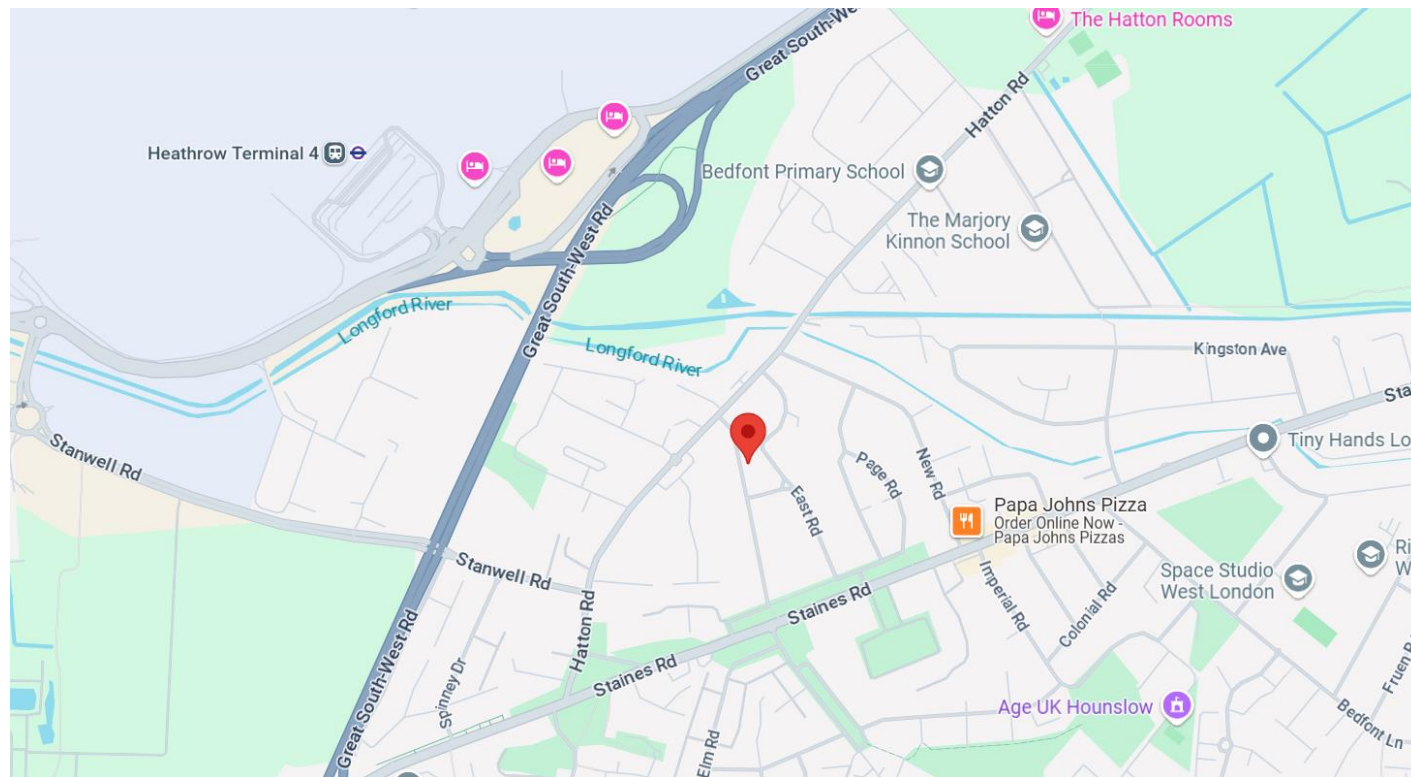 The Hatton Rooms
Great South-We
Hatton Rd
Heathrow Terminal 4
Bedfont Primary School
The Marjory
Kinnon School
Great South-West Rd
Longford River
Longford River
Kingston Ave
Sta
Tiny Hands Lo
Stanwell Rd
Page Rd
New Rd
East Rd
Papa Johns Pizza
Order Online Now -
Papa Johns Pizzas
Stanwell Rd
Space Studio
West London
Ri
W
Imperial Rd
Colonial Rd
Staines Rd
Hatton Rd
Staines Rd
Great South-West Rd
Spinney Dr
Elm Rd
Age UK Hounslow
Fruen R
Bedfont Ln